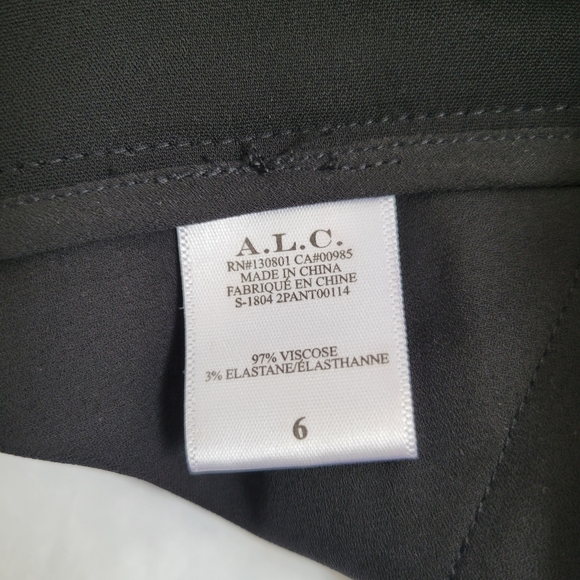 A.L.C.
RN#130801 CA#00985
MADE IN CHINA
FABRIQUÉ EN CHINE
S-1804 2PANT00114
97% VISCOSE
3% ELASTANE/ÉLASTHANNE
6